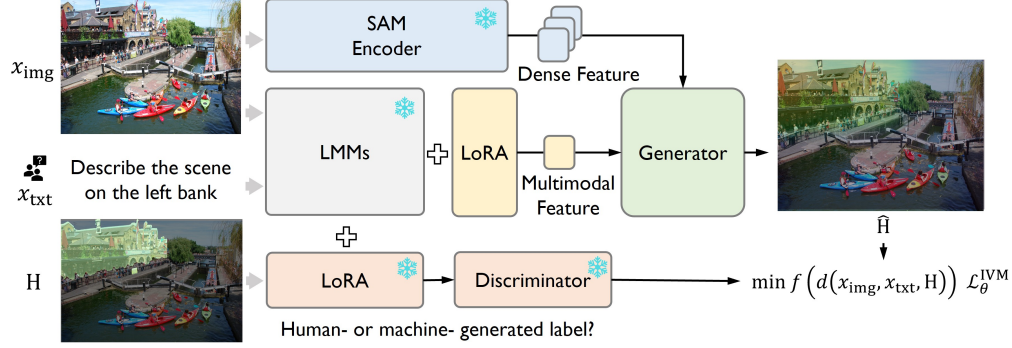 x_img
SAM
Encoder
Dense Feature
x_txt
?
Describe the scene
on the left bank
LMMs
LoRA
Multimodal
Feature
Generator
Ĥ
H
LoRA
Discriminator
Human- or machine- generated label?
min f(d(x_img, x_txt, H)) ℒ_θ^IVM